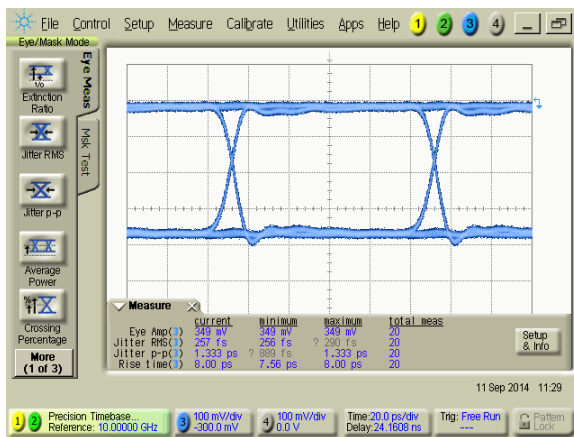 File Control Setup Measure Calibrate Utilities Apps Help 1 2 3 4
Eye/Mask Mode
Eye Meas
Msk Test
Extinction
Ratio
Jitter RMS
Jitter p-p
Average
Power
Crossing
Percentage
More
(1 of 3)
Measure
current minimum maximum total meas
Eye Amp(3) 349 mV 349 mV 349 mV 20
Jitter RMS(3) 257 fs 256 fs ? 290 fs 20
Jitter p-p(3) 1.333 ps ? 889 fs 1.333 ps 20
Rise time(3) 8.00 ps 7.56 ps 8.00 ps 20
Setup
& Info
11 Sep 2014 11:29
1 2 Precision Timebase...
Reference: 10.00000 GHz
3 100 mV/div
-300.0 mV
4 100 mV/div
0.0 V
Time:20.0 ps/div
Delay:24.1608 ns
Trig: Free Run
---
Pattern
Lock